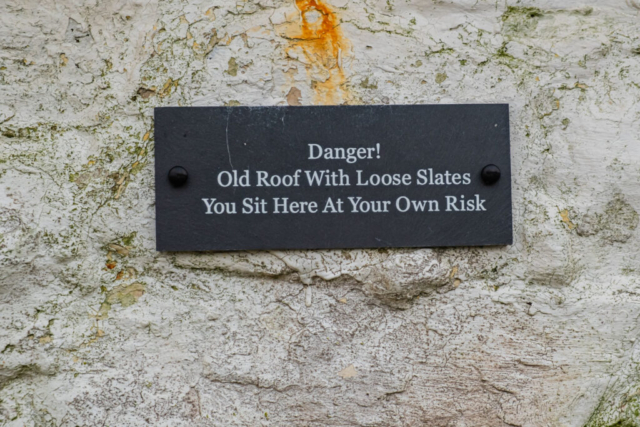 Danger!
Old Roof With Loose Slates
You Sit Here At Your Own Risk